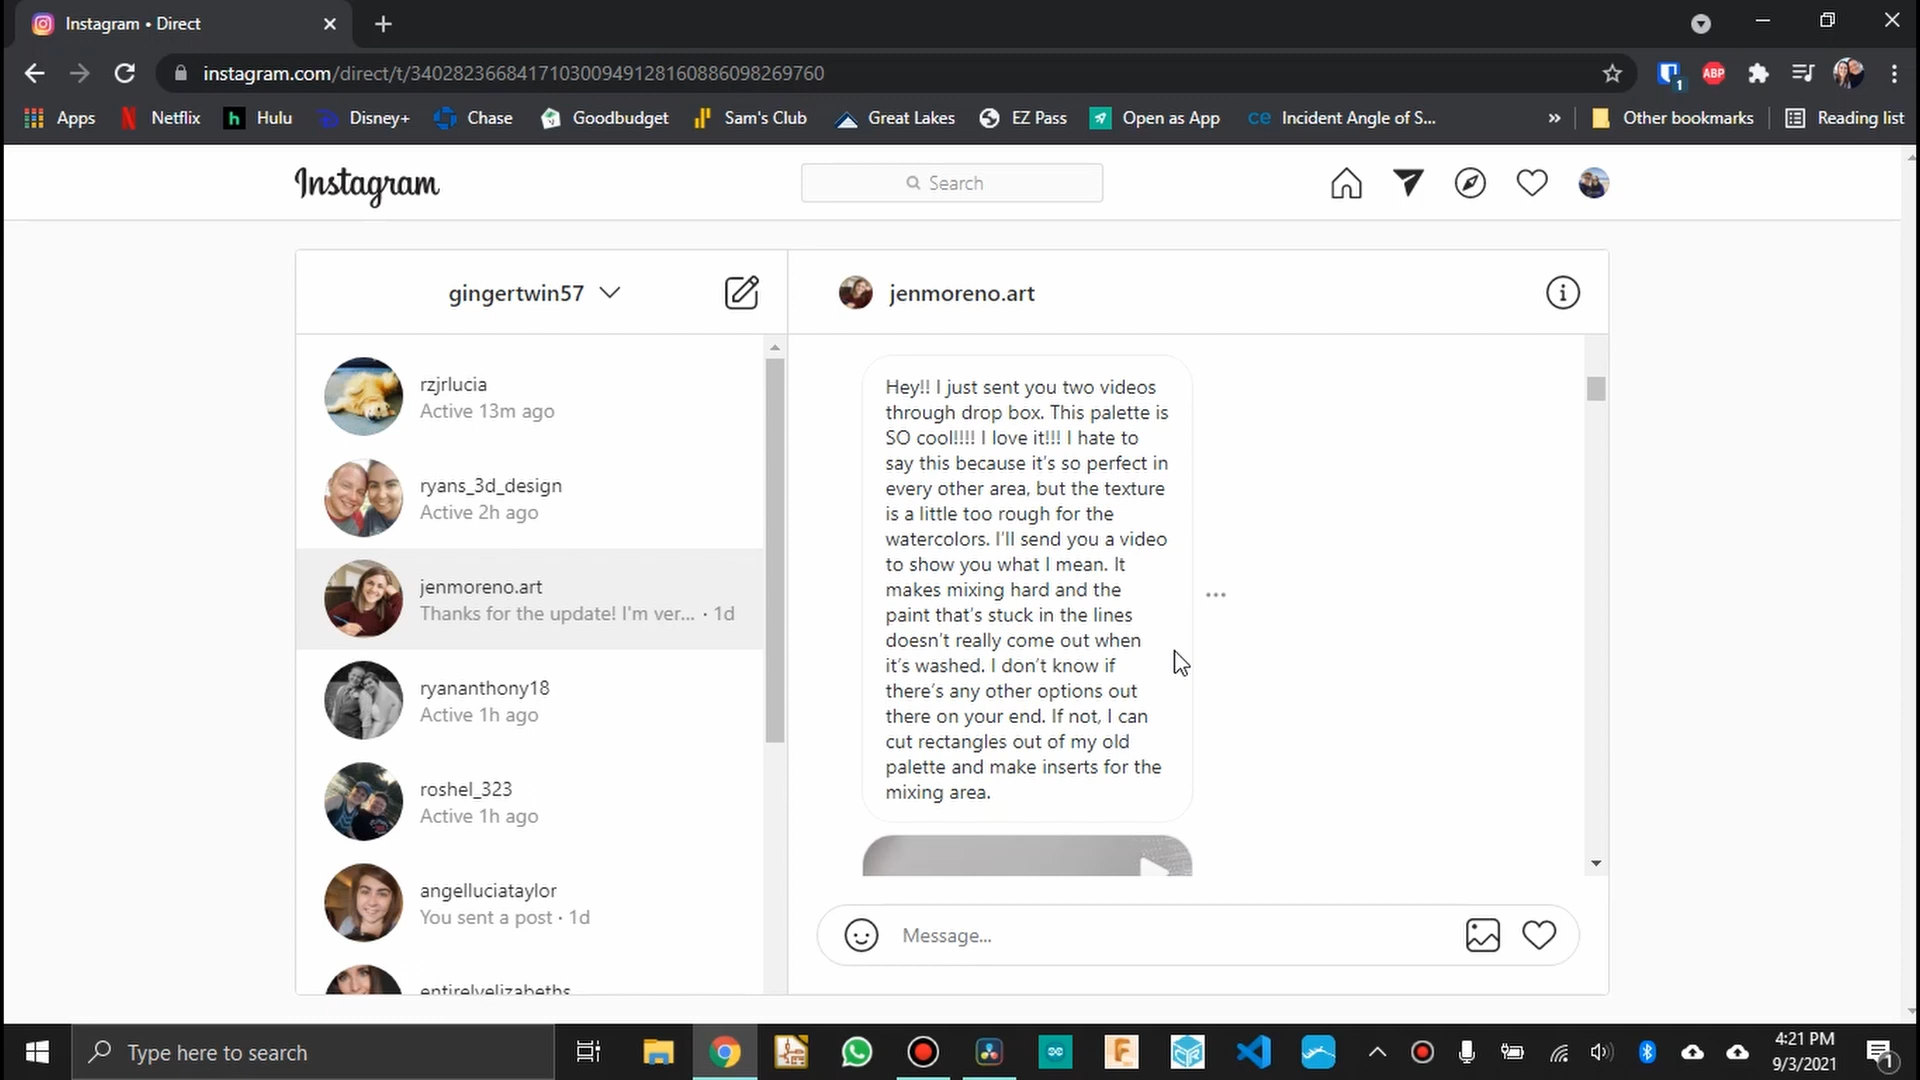 Instagram • Direct
instagram.com/direct/t/340282366841710300949128160886098269760
1
ABP
Apps
Netflix
h Hulu
Disney+
Chase
Goodbudget
Sam's Club
Great Lakes
EZ Pass
Open as App
ce Incident Angle of S...
»
Other bookmarks
Reading list
Instagram
Search
gingertwin57
jenmoreno.art
rzjrlucia
Active 13m ago
ryans_3d_design
Active 2h ago
jenmoreno.art
Thanks for the update! I'm ver... · 1d
ryananthony18
Active 1h ago
roshel_323
Active 1h ago
angelluciataylor
You sent a post · 1d
entirelyelizabeths
Hey!! I just sent you two videos
through drop box. This palette is
SO cool!!!! I love it!!! I hate to
say this because it's so perfect in
every other area, but the texture
is a little too rough for the
watercolors. I'll send you a video
to show you what I mean. It
makes mixing hard and the
paint that's stuck in the lines
doesn't really come out when
it's washed. I don't know if
there's any other options out
there on your end. If not, I can
cut rectangles out of my old
palette and make inserts for the
mixing area.
Message...
Type here to search
4:21 PM
9/3/2021
1